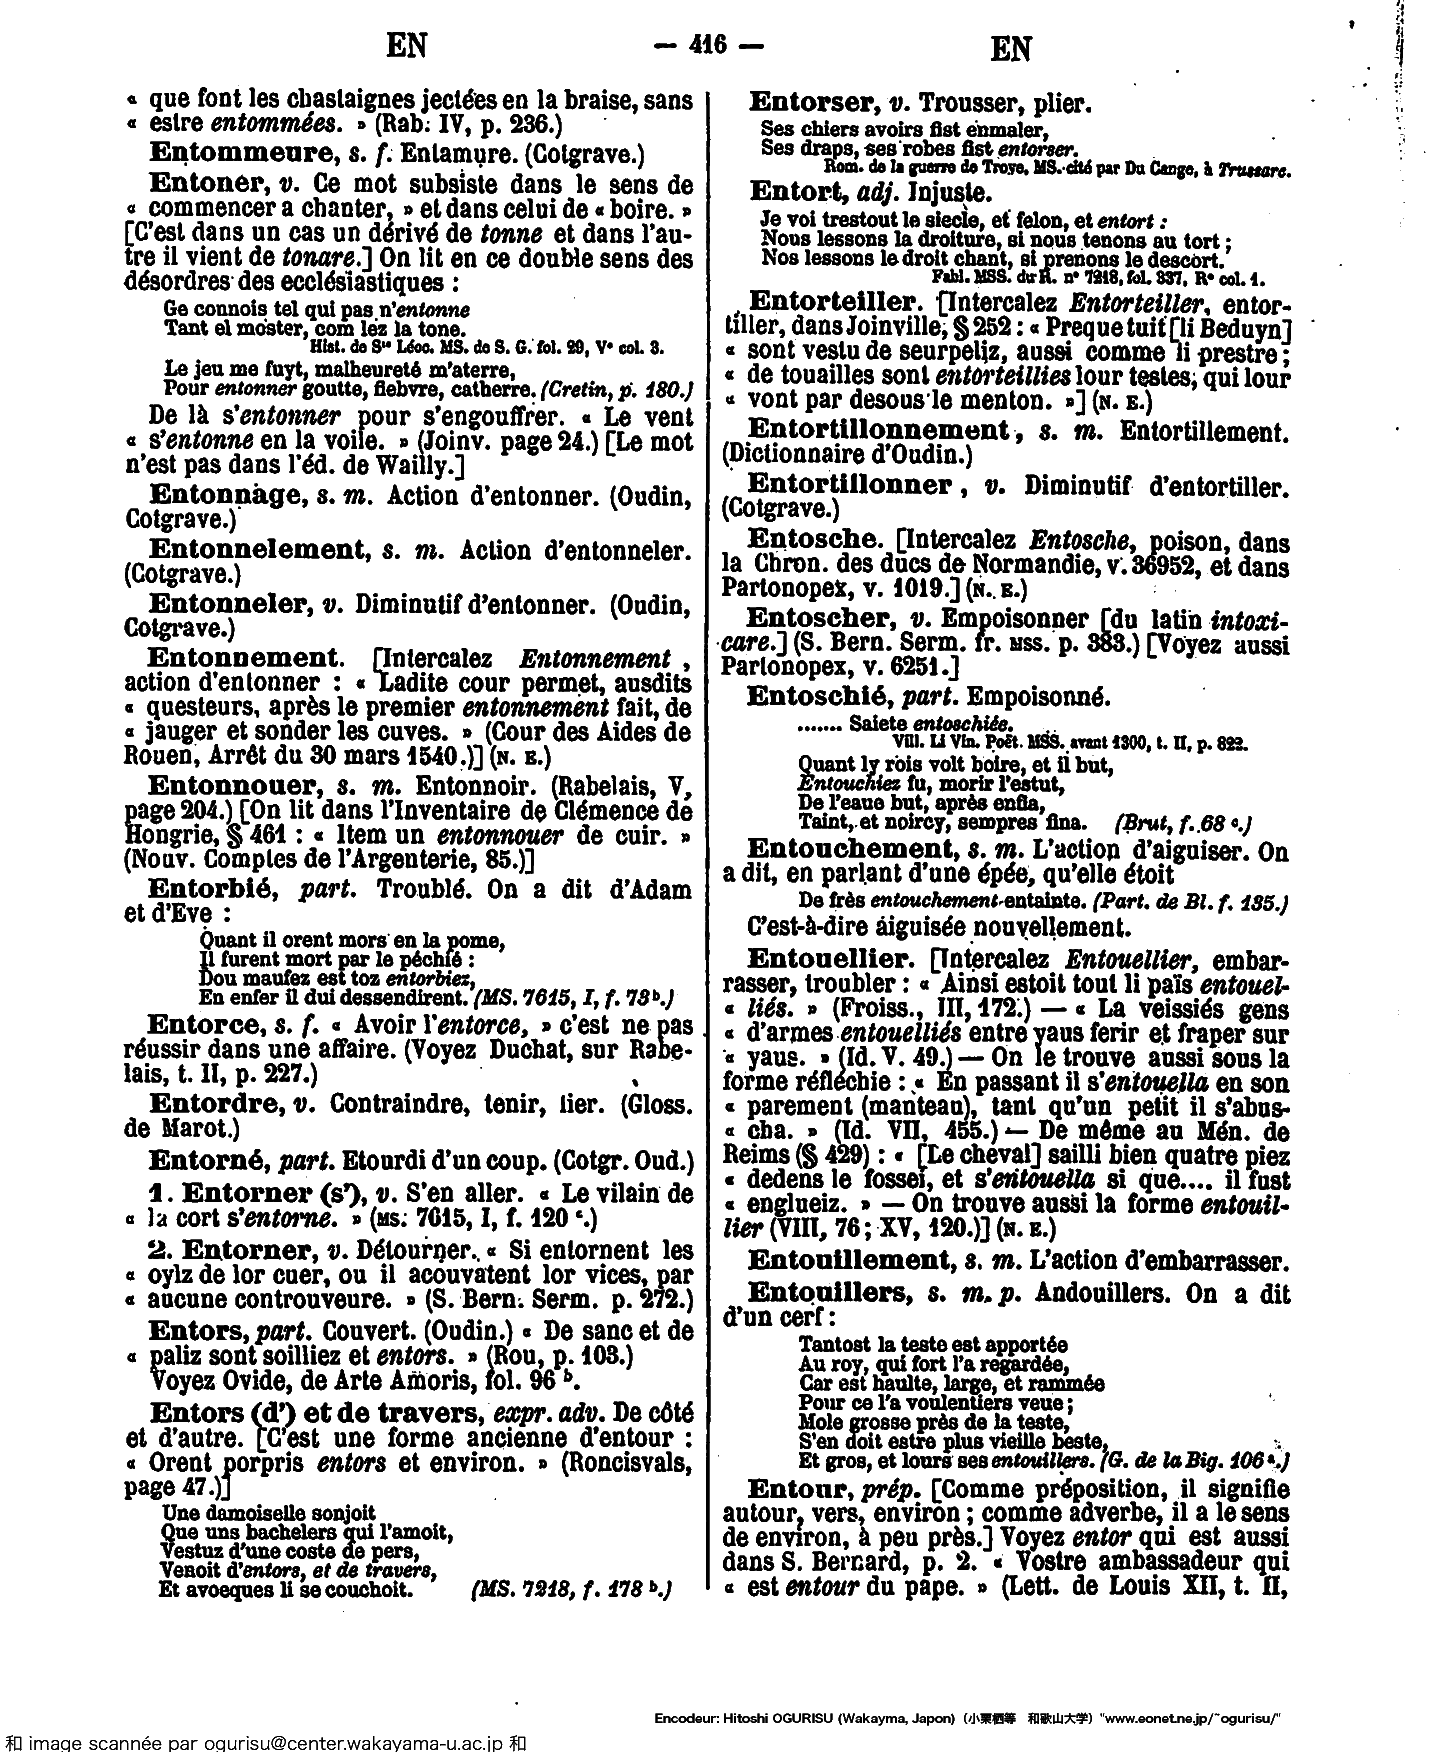 EN
— 416 —
EN
« que font les chastaignes jectées en la braise, sans
« estre entommées. » (Rab. IV, p. 236.)
Entommeure, s. f. Entamure. (Cotgrave.)
Entoner, v. Ce mot subsiste dans le sens de
« commencer a chanter, » et dans celui de « boire. »
[C'est dans un cas un dérivé de tonne et dans l'au-
tre il vient de tonare.] On lit en ce double sens des
désordres des ecclésiastiques :
Ge connois tel qui pas n'entonne
Tant el moster, com lez la tone.
Hist. de Ste Léoc. MS. de S. G. fol. 29, Vo col. 3.
Le jeu me fuyt, malheureté m'aterre,
Pour entonner goutte, fiebvre, catherre. (Cretin, p. 180.)
De là s'entonner pour s'engouffrer. « Le vent
« s'entonne en la voile. » (Joinv. page 24.) [Le mot
n'est pas dans l'éd. de Wailly.]
Entonnage, s. m. Action d'entonner. (Oudin,
Cotgrave.)
Entonnelement, s. m. Action d'entonneler.
(Cotgrave.)
Entonneler, v. Diminutif d'entonner. (Oudin,
Cotgrave.)
Entonnement. [Intercalez Entonnement ,
action d'entonner : « Ladite cour permet, ausdits
« questeurs, après le premier entonnement fait, de
« jauger et sonder les cuves. » (Cour des Aides de
Rouen, Arrêt du 30 mars 1540.)] (N. E.)
Entonnouer, s. m. Entonnoir. (Rabelais, V,
page 204.) [On lit dans l'Inventaire de Clémence de
Hongrie, § 461 : « Item un entonnouer de cuir. »
(Nouv. Comptes de l'Argenterie, 85.)]
Entorbié, part. Troublé. On a dit d'Adam
et d'Eve :
Quant il orent mors en la pome,
Il furent mort par le péchié :
Dou maufez est toz entorbiez,
En enfer il dui dessendirent. (MS. 7615, I, f. 73 b.)
Entorce, s. f. « Avoir l'entorce, » c'est ne pas
réussir dans une affaire. (Voyez Duchat, sur Rabe-
lais, t. II, p. 227.)
Entordre, v. Contraindre, tenir, lier. (Gloss.
de Marot.)
Entorné, part. Etourdi d'un coup. (Cotgr. Oud.)
1. Entorner (s'), v. S'en aller. « Le vilain de
« la cort s'entorne. » (MS. 7615, I, f. 120 c.)
2. Entorner, v. Détourner. « Si entornent les
« oylz de lor cuer, ou il acouvatent lor vices, par
« aucune controuveure. » (S. Bern. Serm. p. 272.)
Entors, part. Couvert. (Oudin.) « De sanc et de
« paliz sont soilliez et entors. » (Rou, p. 103.)
Voyez Ovide, de Arte Amoris, fol. 96 b.
Entors (d') et de travers, expr. adv. De côté
et d'autre. [C'est une forme ancienne d'entour :
« Orent porpris entors et environ. » (Roncisvals,
page 47.)]
Une damoiselle sonjoit
Que uns bachelers qui l'amoit,
Vestuz d'une coste de pers,
Venoit d'entors, et de travers,
Et avoeques li se couchoit. (MS. 7218, f. 178 b.)
Entorser, v. Trousser, plier.
Ses chiers avoirs fist enmaler,
Ses draps, ses robes fist entorser.
Rom. de la guerre de Troye, MS. cité par Du Cange, à Trussare.
Entort, adj. Injuste.
Je voi trestout le siecle, et felon, et entort :
Nous lessons la droiture, si nous tenons au tort ;
Nos lessons le droit chant, si prenons le descort.
Fabl. MSS. du R. no 7218, fol. 337, Ro col. 1.
Entorteiller. [Intercalez Entorteiller, entor-
tiller, dans Joinville, § 252 : « Preque tuit [li Beduyn]
« sont vestu de seurpeliz, aussi comme li prestre ;
« de touailles sont entorteillies lour testes, qui lour
« vont par desous le menton. »] (N. E.)
Entortillonnement, s. m. Entortillement.
(Dictionnaire d'Oudin.)
Entortillonner, v. Diminutif d'entortiller.
(Cotgrave.)
Entosche. [Intercalez Entosche, poison, dans
la Chron. des ducs de Normandie, v. 36952, et dans
Partonopex, v. 1019.] (N. E.)
Entoscher, v. Empoisonner [du latin intoxi-
care.] (S. Bern. Serm. fr. MSS. p. 383.) [Voyez aussi
Partonopex, v. 6251.]
Entoschié, part. Empoisonné.
....... Saiete entoschiée.
Vill. Li Vin. Poët. MSS. avant 1300, t. II, p. 822.
Quant ly rois volt boire, et il but,
Entouchiez fu, morir l'estut,
De l'eaue but, après enfla,
Taint, et noircy, sempres fina. (Brut, f. 68 c.)
Entouchement, s. m. L'action d'aiguiser. On
a dit, en parlant d'une épée, qu'elle étoit
De frès entouchement entainte. (Part. de Bl. f. 135.)
C'est-à-dire aiguisée nouvellement.
Entouellier. [Intercalez Entouellier, embar-
rasser, troubler : « Ainsi estoit tout li païs entouel-
« liés. » (Froiss., III, 172.) — « La veissiés gens
« d'armes entouelliés entre yaus ferir et fraper sur
« yaus. » (Id. V. 49.) — On le trouve aussi sous la
forme réfléchie : « En passant il s'entouella en son
« parement (manteau), tant qu'un petit il s'abus-
« cha. » (Id. VII, 455.) — De même au Mén. de
Reims (§ 429) : « [Le cheval] sailli bien quatre piez
« dedens le fossei, et s'entouella si que.... il fust
« englueiz. » — On trouve aussi la forme entouil-
lier (VIII, 76 ; XV, 120.)] (N. E.)
Entouillement, s. m. L'action d'embarrasser.
Entouillers, s. m. p. Andouillers. On a dit
d'un cerf :
Tantost la teste est apportée
Au roy, qui fort l'a regardée,
Car est haulte, large, et rammée
Pour ce l'a voulentiers veue ;
Mole grosse près de la teste,
S'en doit estre plus vieille beste,
Et gros, et lours ses entouillers. (G. de la Big. 106 a.)
Entour, prép. [Comme préposition, il signifie
autour, vers, environ ; comme adverbe, il a le sens
de environ, à peu près.] Voyez entor qui est aussi
dans S. Bernard, p. 2. « Vostre ambassadeur qui
« est entour du pape. » (Lett. de Louis XII, t. II,
Encodeur: Hitoshi OGURISU (Wakayma, Japon) (小栗栖等 和歌山大学) "www.eonet.ne.jp/~ogurisu/"
和 image scannée par ogurisu@center.wakayama-u.ac.jp 和